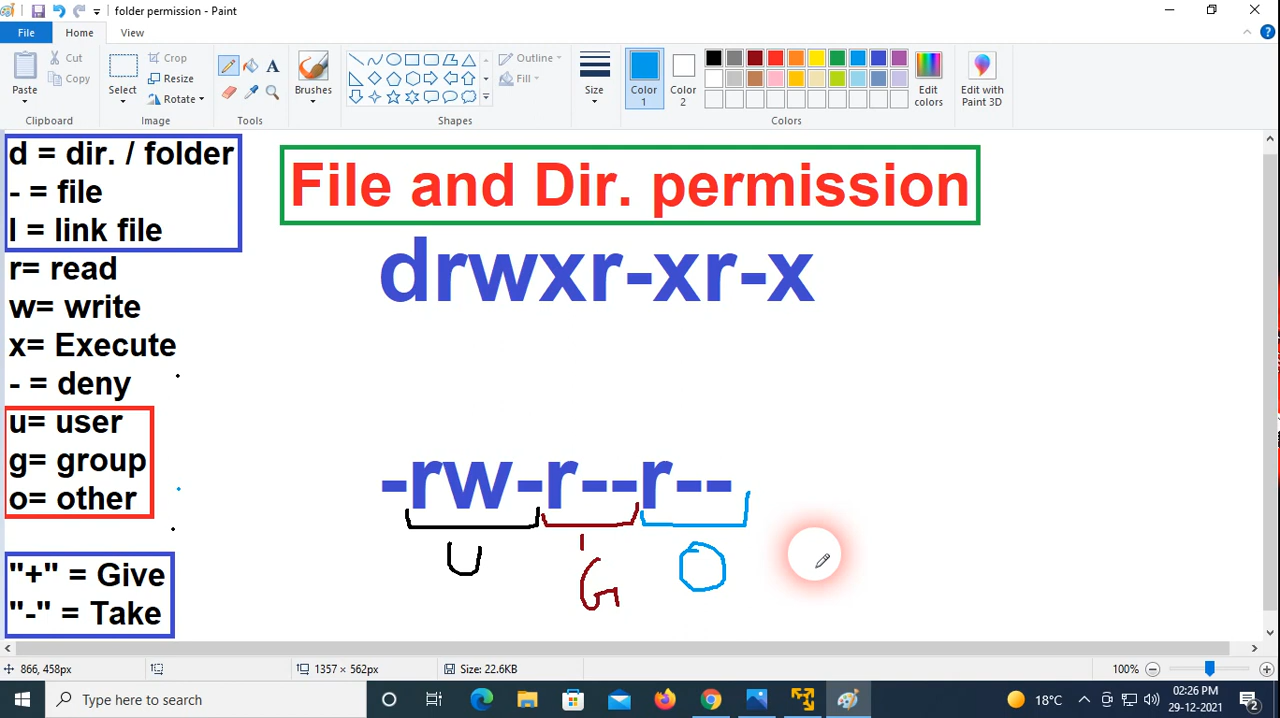 folder permission - Paint
File Home View
Paste Cut Copy Select Crop Resize Rotate Brushes Outline Fill Size Color 1 Color 2 Edit colors Edit with Paint 3D
Clipboard Image Tools Shapes Colors
d = dir. / folder
- = file
l = link file
r= read
w= write
x= Execute
- = deny
u= user
g= group
o= other
"+" = Give
"-" = Take
File and Dir. permission
drwxr-xr-x
-rw-r--r--
U G O
866, 458px 1357 × 562px Size: 22.6KB 100%
Type here to search 18°C 02:26 PM
29-12-2021 2